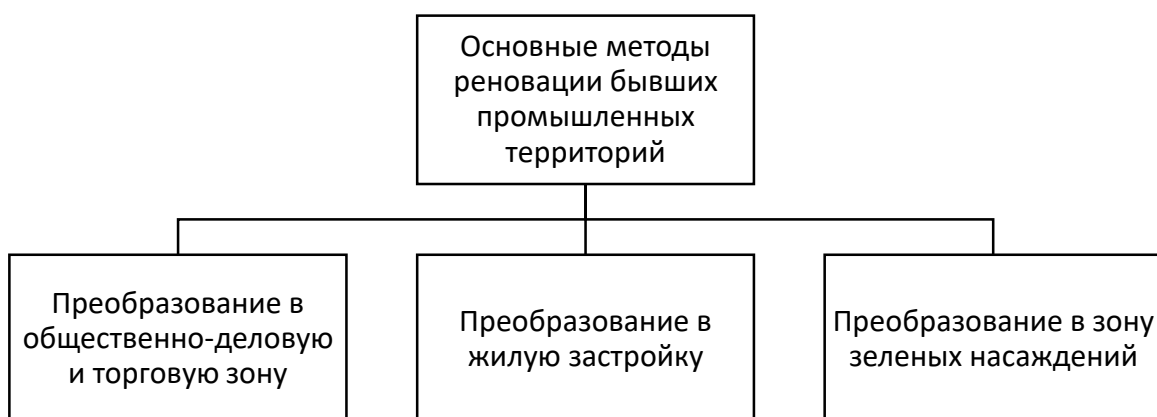 Основные методы
реновации бывших
промышленных
территорий
Преобразование в
общественно-деловую
и торговую зону
Преобразование в
жилую застройку
Преобразование в зону
зеленых насаждений